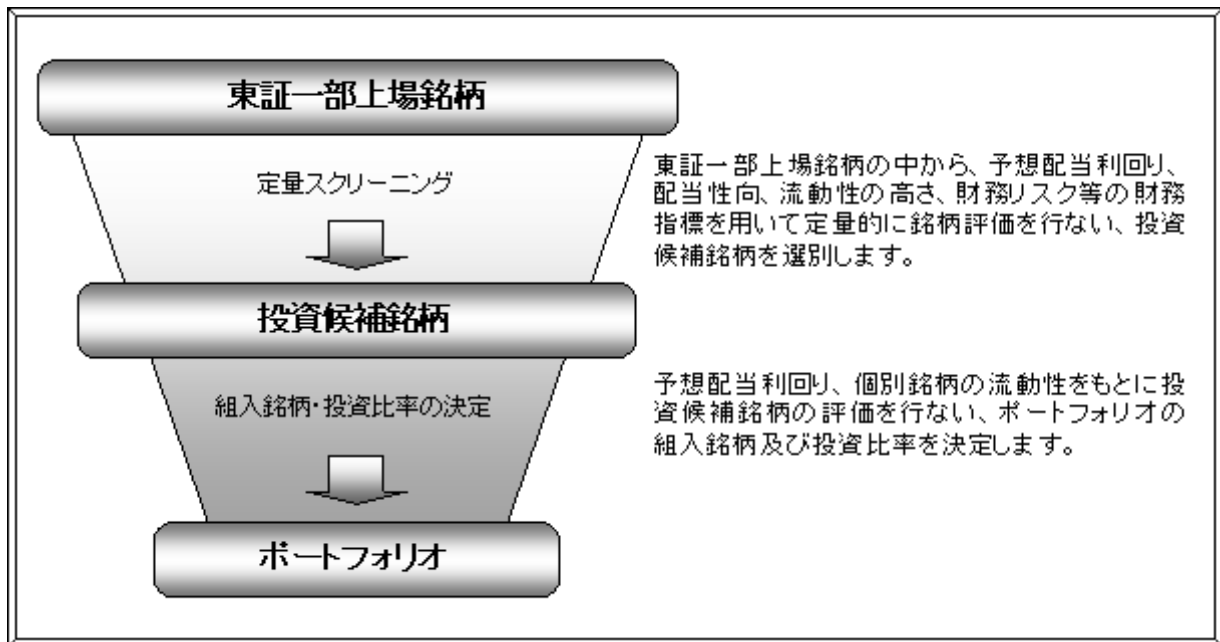 東証一部上場銘柄
定量スクリーニング
東証一部上場銘柄の中から、予想配当利回り、
配当性向、流動性の高さ、財務リスク等の財務
指標を用いて定量的に銘柄評価を行ない、投資
候補銘柄を選別します。
投資候補銘柄
組入銘柄・投資比率の決定
予想配当利回り、個別銘柄の流動性をもとに投
資候補銘柄の評価を行ない、ポートフォリオの
組入銘柄及び投資比率を決定します。
ポートフォリオ